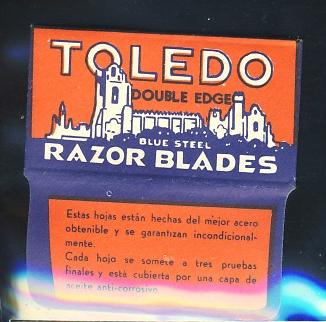 TOLEDO
DOUBLE EDGE
BLUE STEEL
RAZOR BLADES
Estas hojas están hechas del mejor acero
obtenible y se garantizan incondicional-
mente.
Cada hojo se somete a tres pruebas
finales y está cubierta por una capa de
aceite anti-corrosivo.